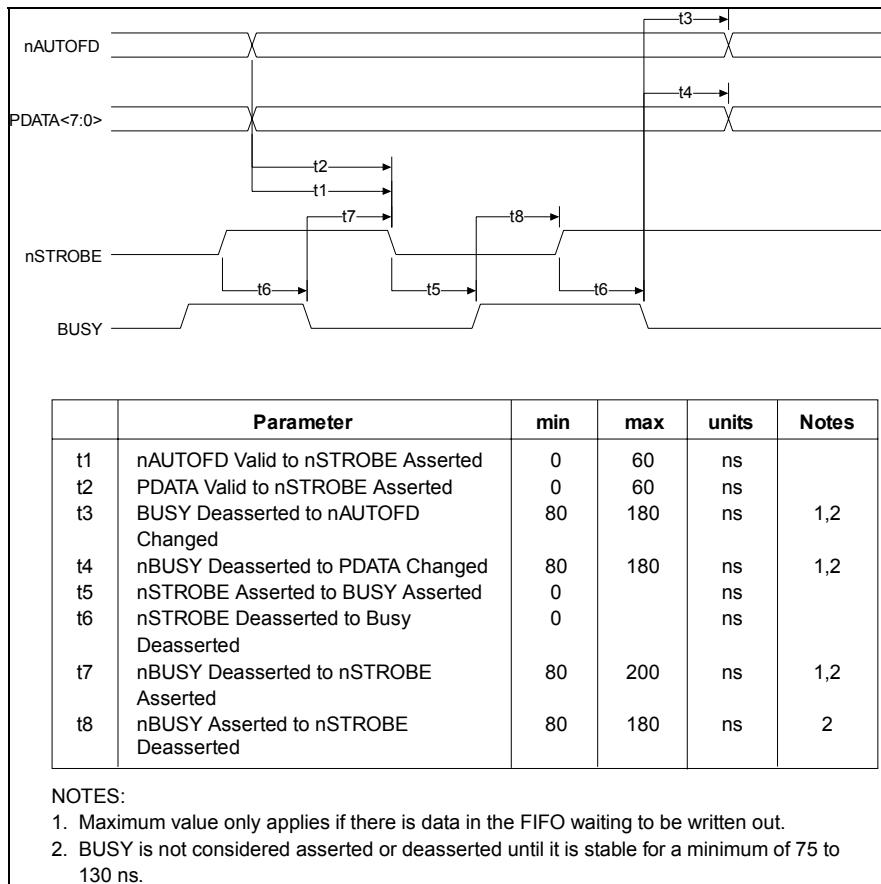 t3
nAUTOFD
t4
PDATA<7:0>
t2
t1
t7
t8
nSTROBE
t6
t5
t6
BUSY
Parameter min max units Notes
t1 nAUTOFD Valid to nSTROBE Asserted 0 60 ns
t2 PDATA Valid to nSTROBE Asserted 0 60 ns
t3 BUSY Deasserted to nAUTOFD 80 180 ns 1,2
Changed
t4 nBUSY Deasserted to PDATA Changed 80 180 ns 1,2
t5 nSTROBE Asserted to BUSY Asserted 0 ns
t6 nSTROBE Deasserted to Busy 0 ns
Deasserted
t7 nBUSY Deasserted to nSTROBE 80 200 ns 1,2
Asserted
t8 nBUSY Asserted to nSTROBE 80 180 ns 2
Deasserted
NOTES:
1. Maximum value only applies if there is data in the FIFO waiting to be written out.
2. BUSY is not considered asserted or deasserted until it is stable for a minimum of 75 to
130 ns.